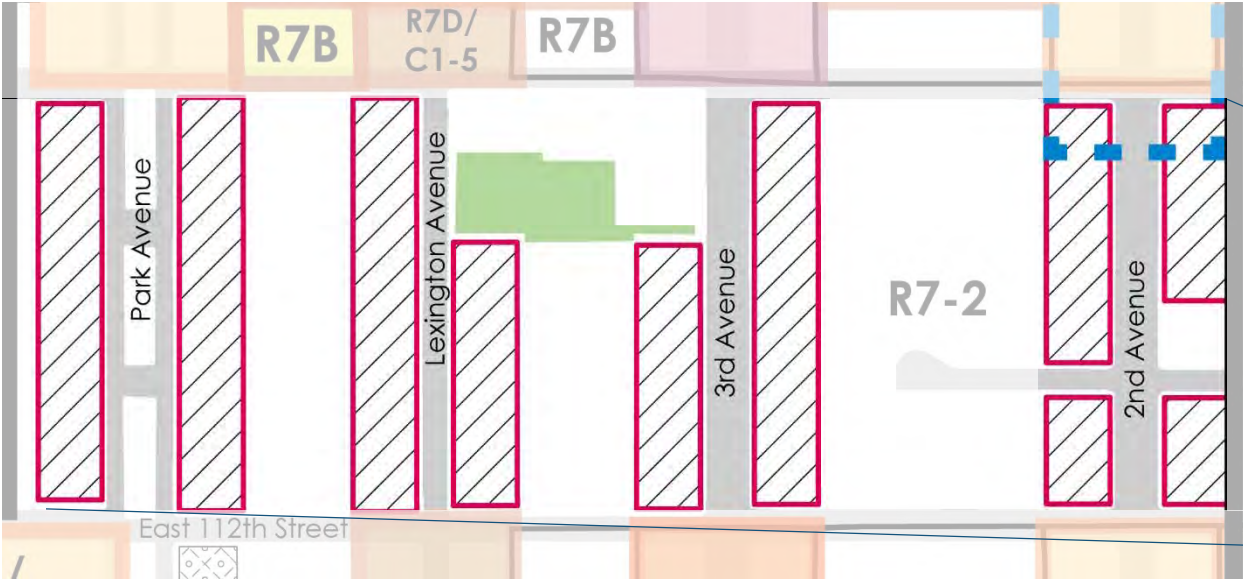 R7B
R7D/
C1-5
R7B
Park Avenue
Lexington Avenue
3rd Avenue
R7-2
2nd Avenue
East 112th Street
/